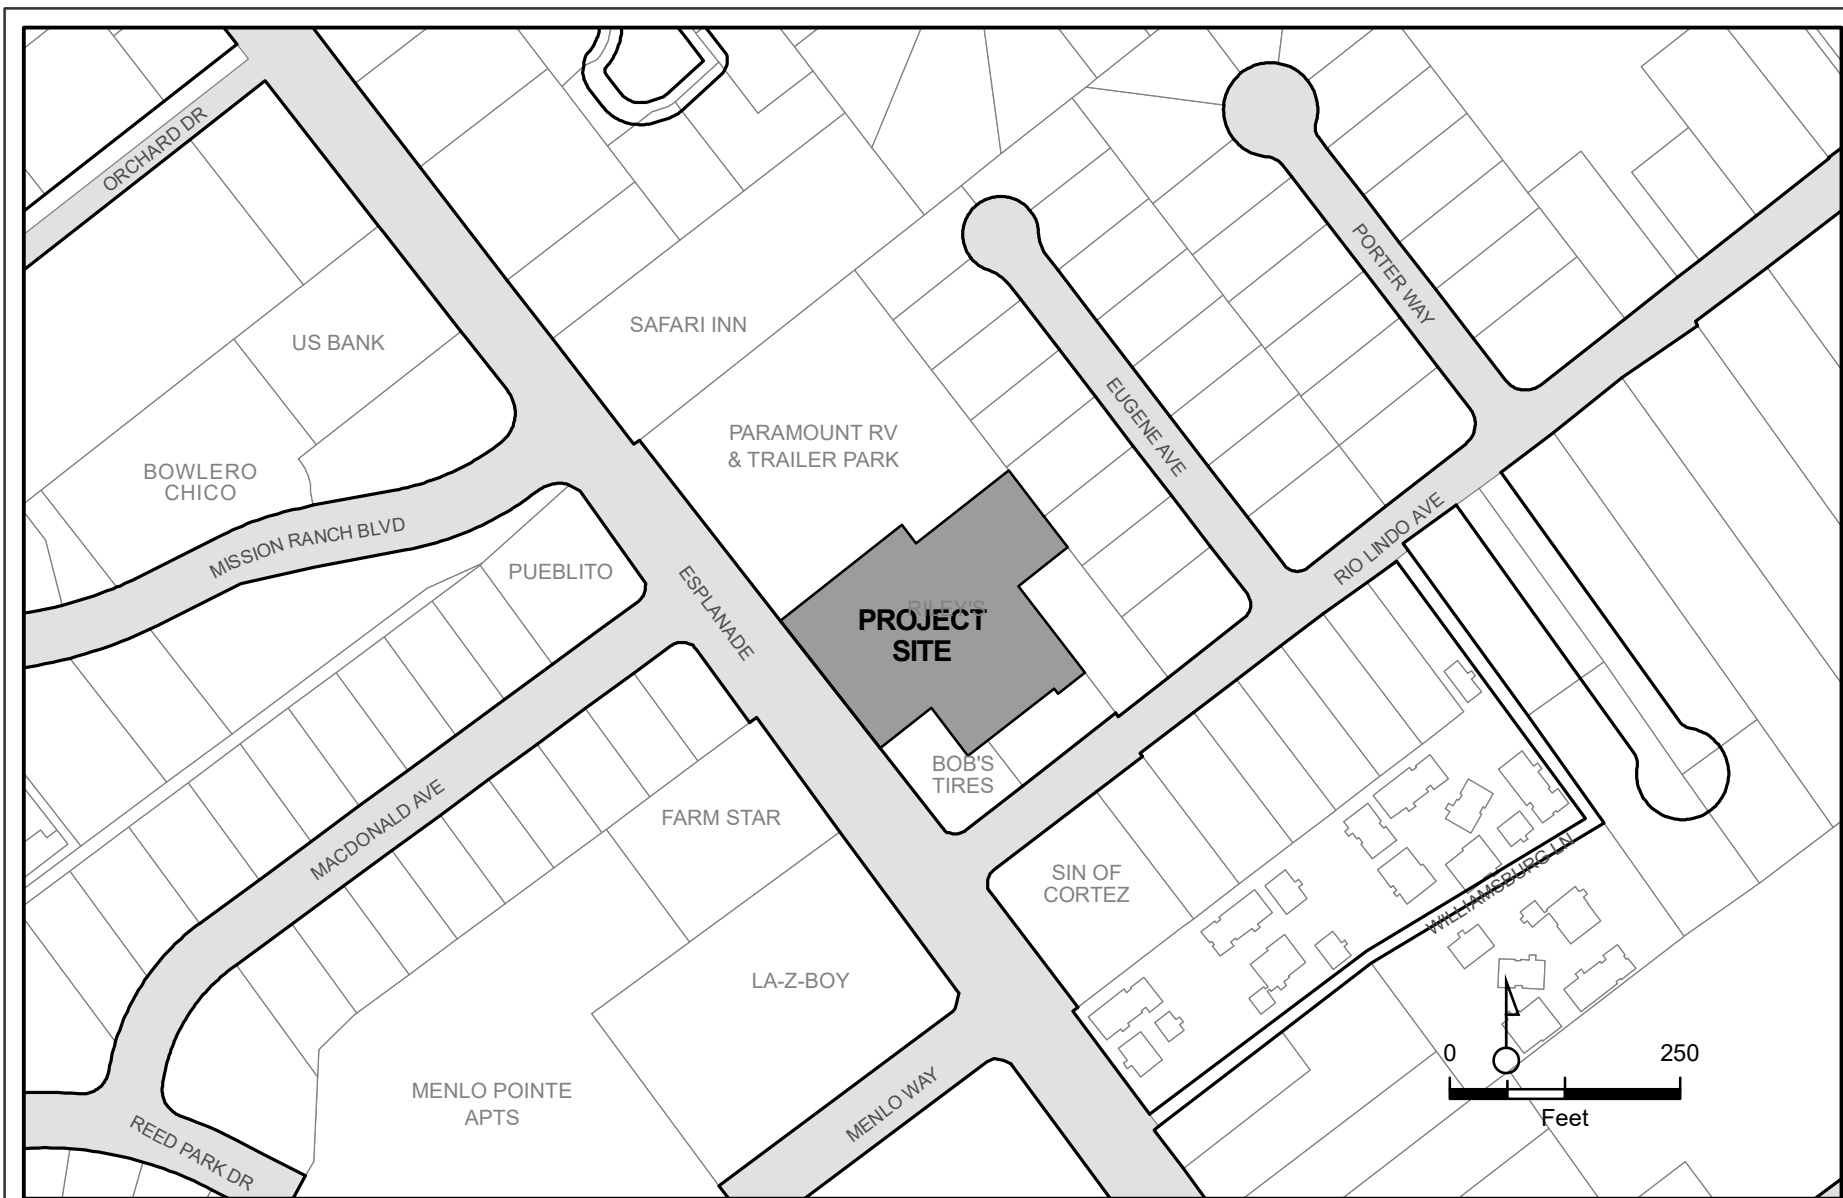 ORCHARD DR
US BANK
SAFARI INN
PORTER WAY
EUGENE AVE
PARAMOUNT RV
& TRAILER PARK
BOWLERO
CHICO
MISSION RANCH BLVD
PUEBLITO
ESPLANADE
RILEY'S
PROJECT
SITE
RIO LINDO AVE
BOB'S
TIRES
MACDONALD AVE
FARM STAR
SIN OF
CORTEZ
WILLIAMSBURG LN
LA-Z-BOY
MENLO POINTE
APTS
MENLO WAY
REED PARK DR
0 250
Feet